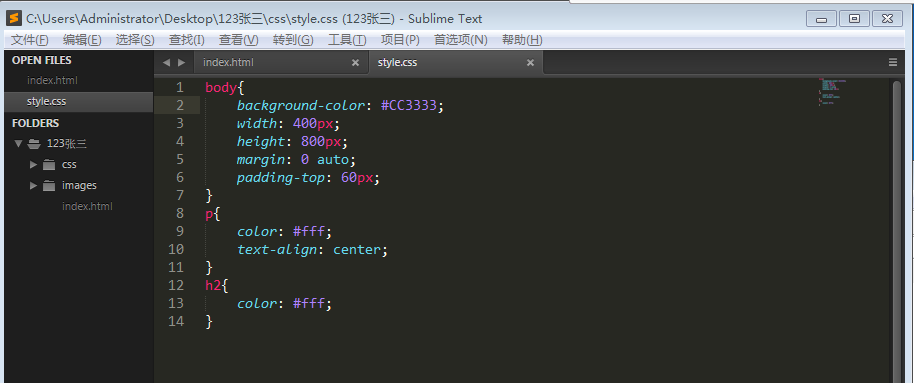 C:\Users\Administrator\Desktop\123张三\css\style.css (123张三) - Sublime Text
文件(F) 编辑(E) 选择(S) 查找(I) 查看(V) 转到(G) 工具(T) 项目(P) 首选项(N) 帮助(H)
OPEN FILES
index.html
style.css
FOLDERS
123张三
css
images
index.html
index.html style.css
1 body{
2 background-color: #CC3333;
3 width: 400px;
4 height: 800px;
5 margin: 0 auto;
6 padding-top: 60px;
7 }
8 p{
9 color: #fff;
10 text-align: center;
11 }
12 h2{
13 color: #fff;
14 }